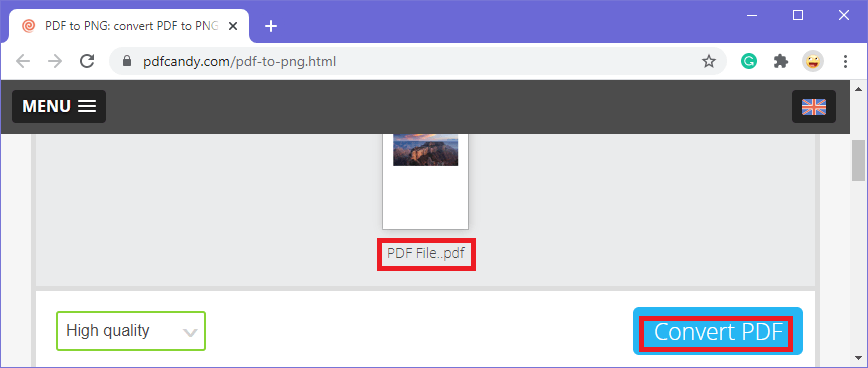 PDF to PNG: convert PDF to PNG
pdfcandy.com/pdf-to-png.html
MENU
PDF File..pdf
High quality
Convert PDF